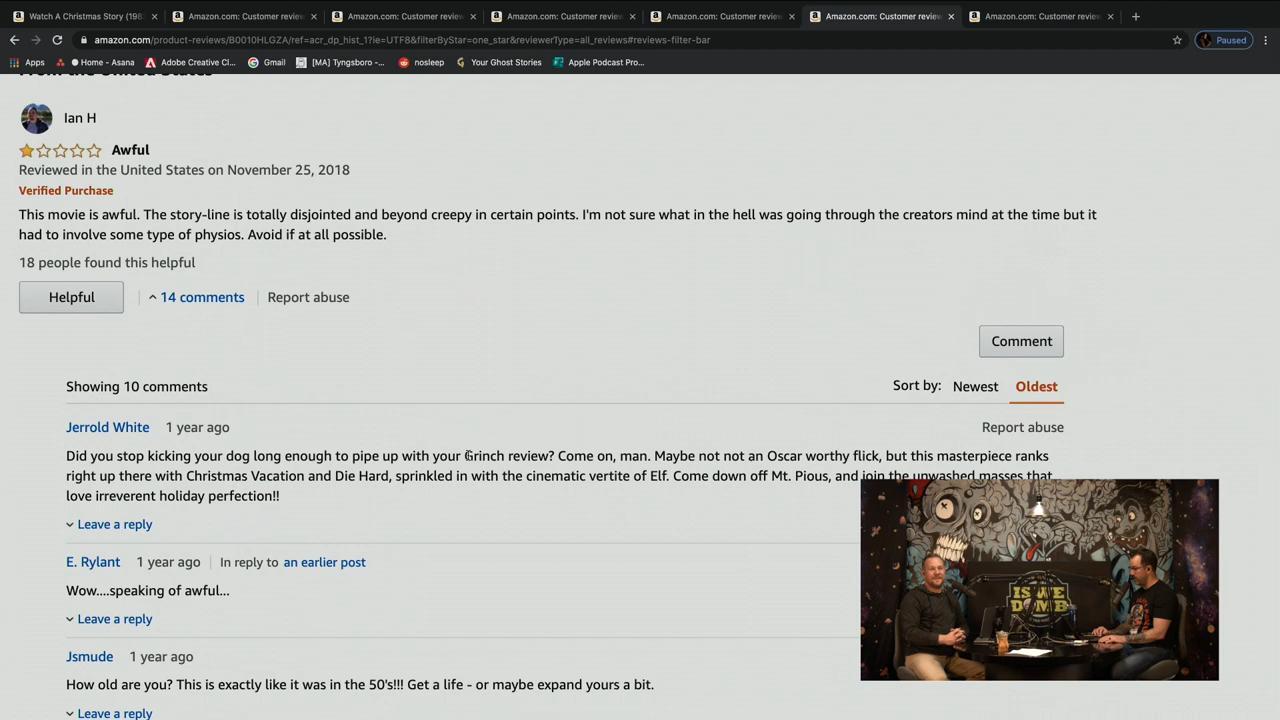 Watch A Christmas Story (198
Amazon.com: Customer review
Amazon.com: Customer review
Amazon.com: Customer review
Amazon.com: Customer review
Amazon.com: Customer review
Amazon.com: Customer review
amazon.com/product-reviews/B0010HLGZA/ref=acr_dp_hist_1?ie=UTF8&filterByStar=one_star&reviewerType=all_reviews#reviews-filter-bar
Paused
Apps
Home - Asana
Adobe Creative Cl...
Gmail
[MA] Tyngsboro -...
nosleep
Your Ghost Stories
Apple Podcast Pro...
From the United States
Ian H
Awful
Reviewed in the United States on November 25, 2018
Verified Purchase
This movie is awful. The story-line is totally disjointed and beyond creepy in certain points. I'm not sure what in the hell was going through the creators mind at the time but it
had to involve some type of physios. Avoid if at all possible.
18 people found this helpful
Helpful
14 comments
Report abuse
Comment
Showing 10 comments
Sort by: Newest Oldest
Jerrold White 1 year ago
Report abuse
Did you stop kicking your dog long enough to pipe up with your Grinch review? Come on, man. Maybe not not an Oscar worthy flick, but this masterpiece ranks
right up there with Christmas Vacation and Die Hard, sprinkled in with the cinematic vertite of Elf. Come down off Mt. Pious, and join the unwashed masses that
love irreverent holiday perfection!!
Leave a reply
E. Rylant 1 year ago In reply to an earlier post
Wow....speaking of awful...
Leave a reply
Jsmude 1 year ago
How old are you? This is exactly like it was in the 50's!!! Get a life - or maybe expand yours a bit.
Leave a reply